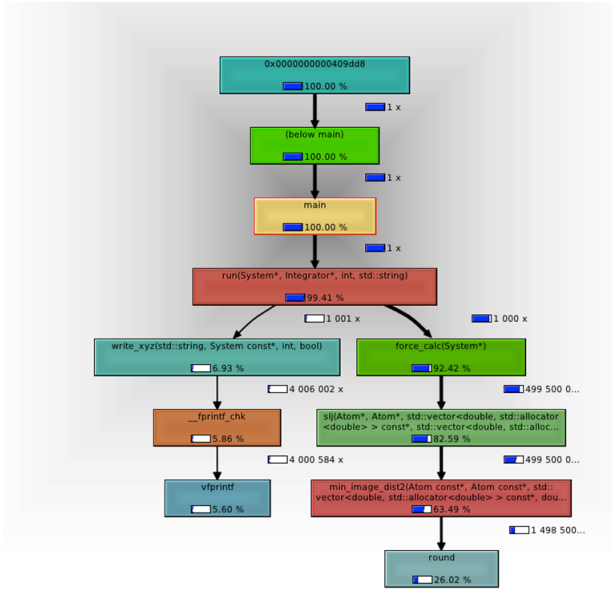 0x0000000000409dd8
100.00 %
1 x
(below main)
100.00 %
1 x
main
100.00 %
1 x
run(System*, Integrator*, int, std::string)
99.41 %
1 001 x
1 000 x
write_xyz(std::string, System const*, int, bool)
6.93 %
force_calc(System*)
92.42 %
4 006 002 x
499 500 0...
__fprintf_chk
5.86 %
slj(Atom*, Atom*, std::vector<double, std::allocator
<double> > const*, std::vector<double, std::alloc...
82.59 %
4 000 584 x
499 500 0...
vfprintf
5.60 %
min_image_dist2(Atom const*, Atom const*, std::
vector<double, std::allocator<double> > const*, dou...
63.49 %
1 498 500...
round
26.02 %